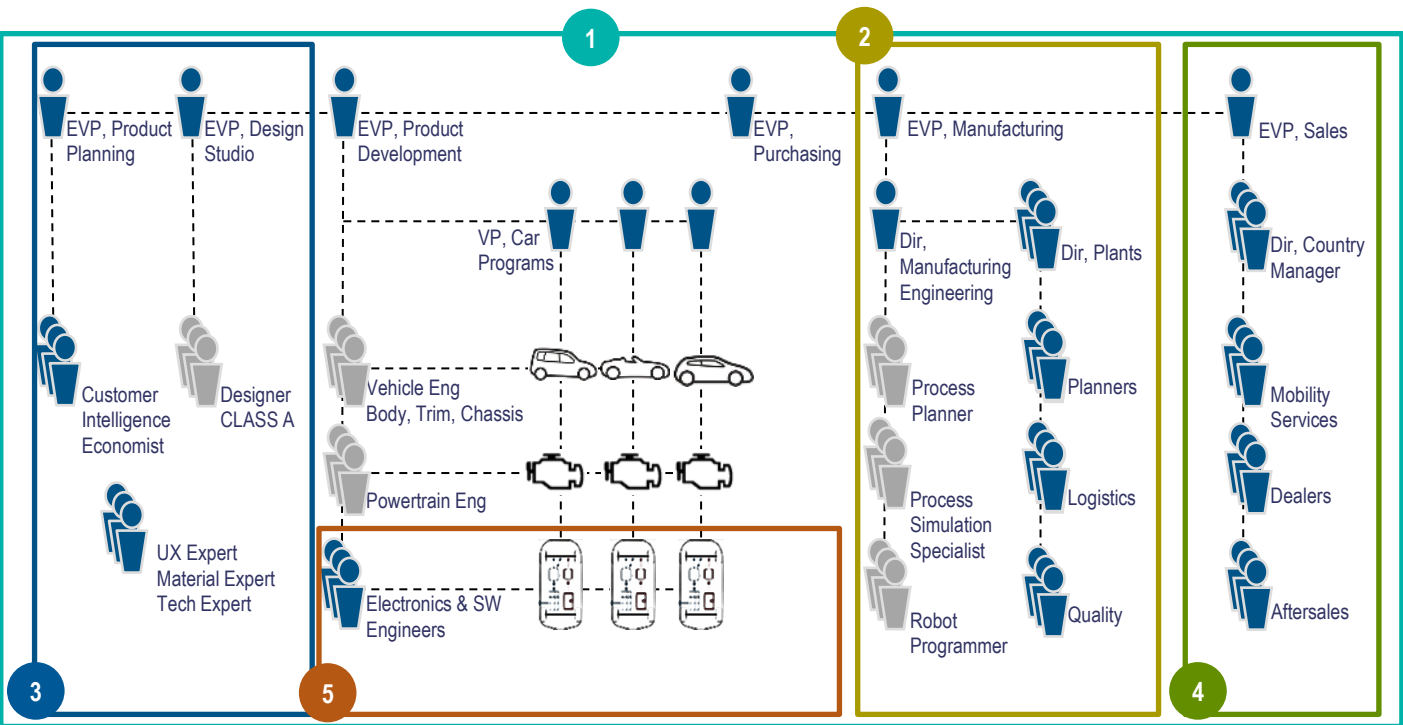 1
2
EVP, Product
Planning
EVP, Design
Studio
EVP, Product
Development
EVP,
Purchasing
EVP, Manufacturing
EVP, Sales
VP, Car
Programs
Dir,
Manufacturing
Engineering
Dir, Plants
Dir, Country
Manager
Customer
Intelligence
Economist
Designer
CLASS A
Vehicle Eng
Body, Trim, Chassis
Process
Planner
Planners
Mobility
Services
Powertrain Eng
Process
Simulation
Specialist
Logistics
Dealers
UX Expert
Material Expert
Tech Expert
Electronics & SW
Engineers
Robot
Programmer
Quality
Aftersales
3
5
4